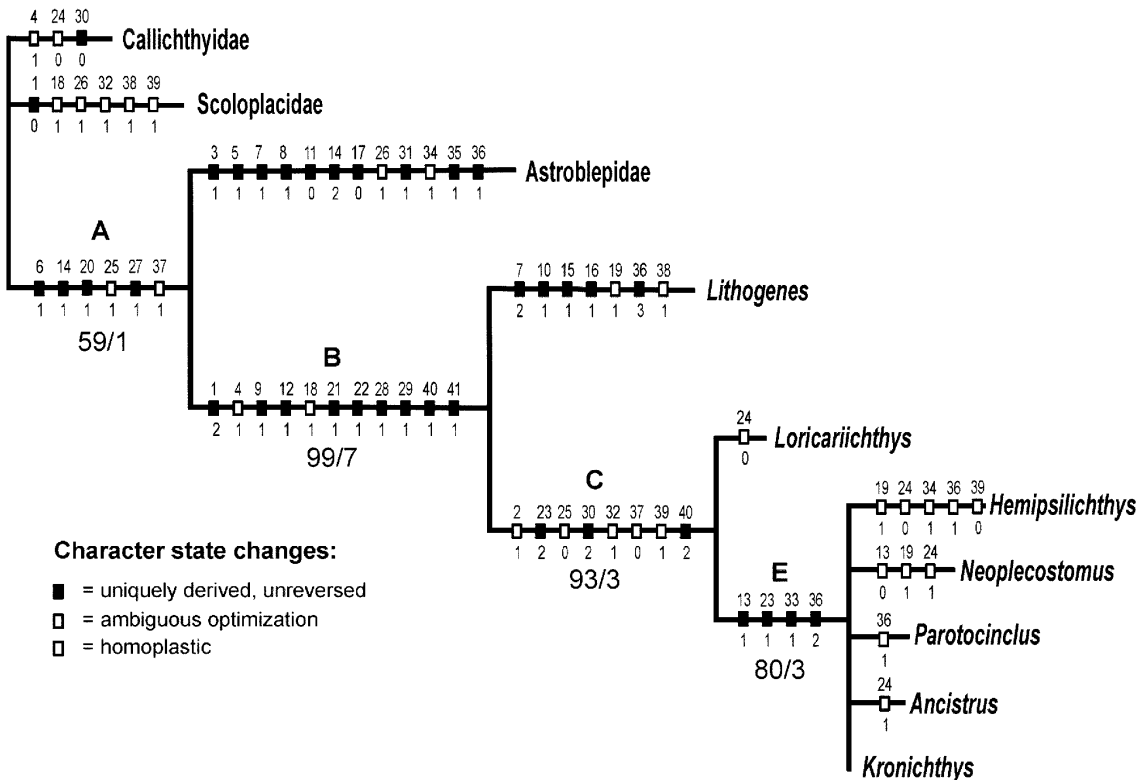 4 24 30
Callichthyidae
1 0 0
1 18 26 32 38 39
Scoloplacidae
0 1 1 1 1 1
3 5 7 8 11 14 17 26 31 34 35 36
Astroblepidae
1 1 1 1 0 2 0 1 1 1 1 1
A
6 14 20 25 27 37
1 1 1 1 1 1
59/1
7 10 15 16 19 36 38
Lithogenes
2 1 1 1 1 3 1
B
1 4 9 12 18 21 22 28 29 40 41
2 1 1 1 1 1 1 1 1 1 1
99/7
24
Loricariichthys
0
C
2 23 25 30 32 37 39 40
1 2 0 2 1 0 1 2
93/3
19 24 34 36 39
Hemipsilichthys
1 0 1 1 0
E
13 23 33 36
1 1 1 2
80/3
13 19 24
Neoplecostomus
0 1 1
36
Parotocinclus
1
24
Ancistrus
1
Kronichthys
Character state changes:
= uniquely derived, unreversed
= ambiguous optimization
= homoplastic